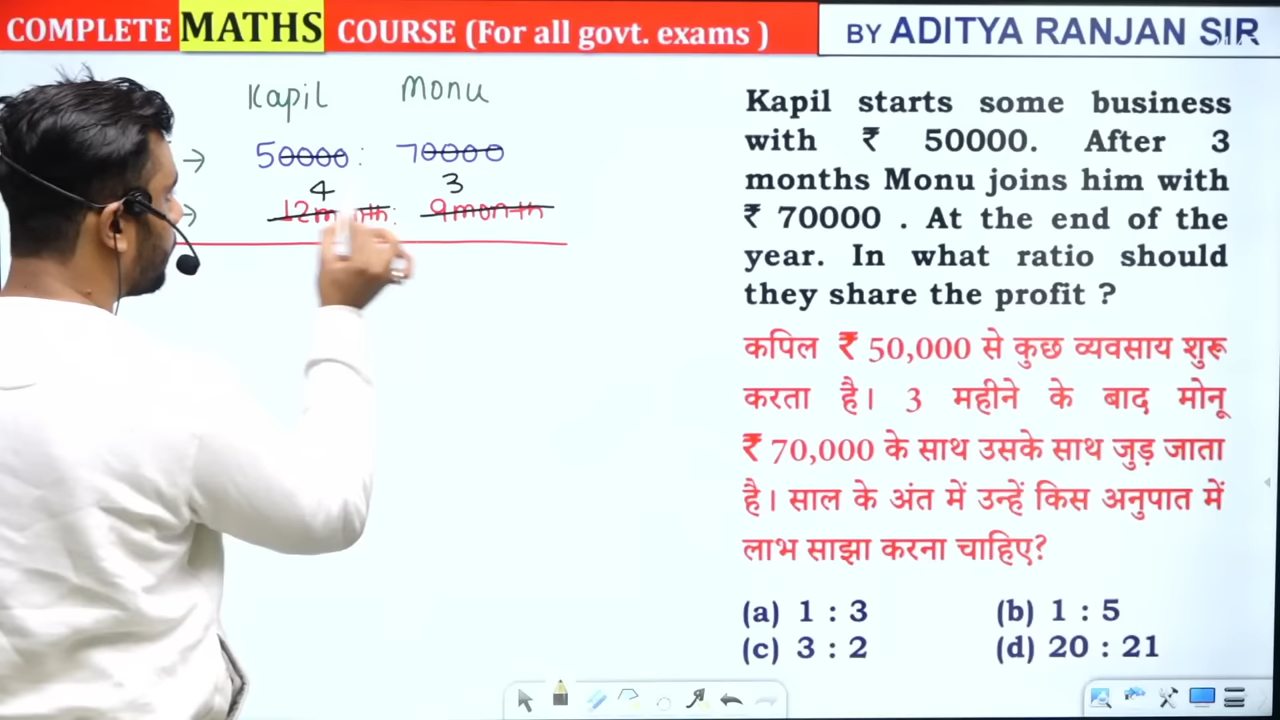 COMPLETE MATHS COURSE (For all govt. exams )
BY ADITYA RANJAN SIR
Kapil Monu
→ 50000 : 70000
4 3
→ 12month : 9month
Kapil starts some business
with ₹ 50000. After 3
months Monu joins him with
₹ 70000 . At the end of the
year. In what ratio should
they share the profit ?
कपिल ₹ 50,000 से कुछ व्यवसाय शुरू
करता है। 3 महीने के बाद मोनू
₹ 70,000 के साथ उसके साथ जुड़ जाता
है। साल के अंत में उन्हें किस अनुपात में
लाभ साझा करना चाहिए?
(a) 1 : 3 (b) 1 : 5
(c) 3 : 2 (d) 20 : 21